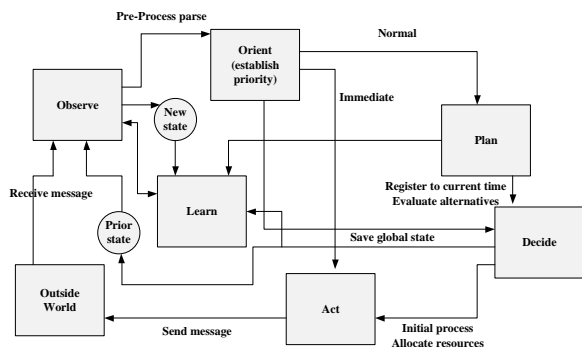 Pre-Process parse
Orient
(establish
priority)
Normal
Observe
New
state
Immediate
Plan
Receive message
Learn
Register to current time
Evaluate alternatives
Prior
state
Save global state
Decide
Outside
World
Act
Send message
Initial process
Allocate resources